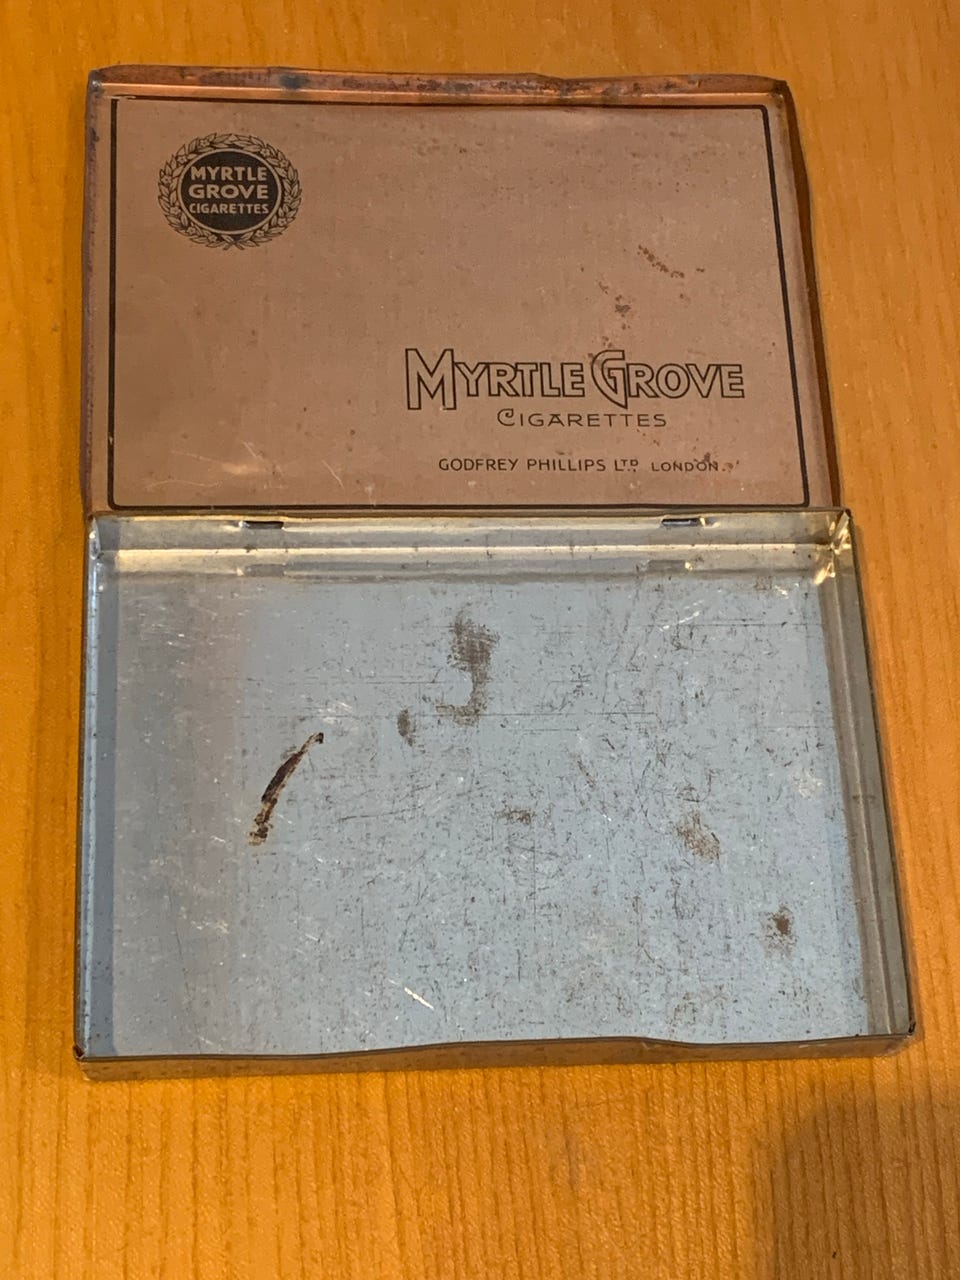 MYRTLE
GROVE
CIGARETTES
MYRTLE GROVE
CIGARETTES
GODFREY PHILLIPS LTD LONDON.